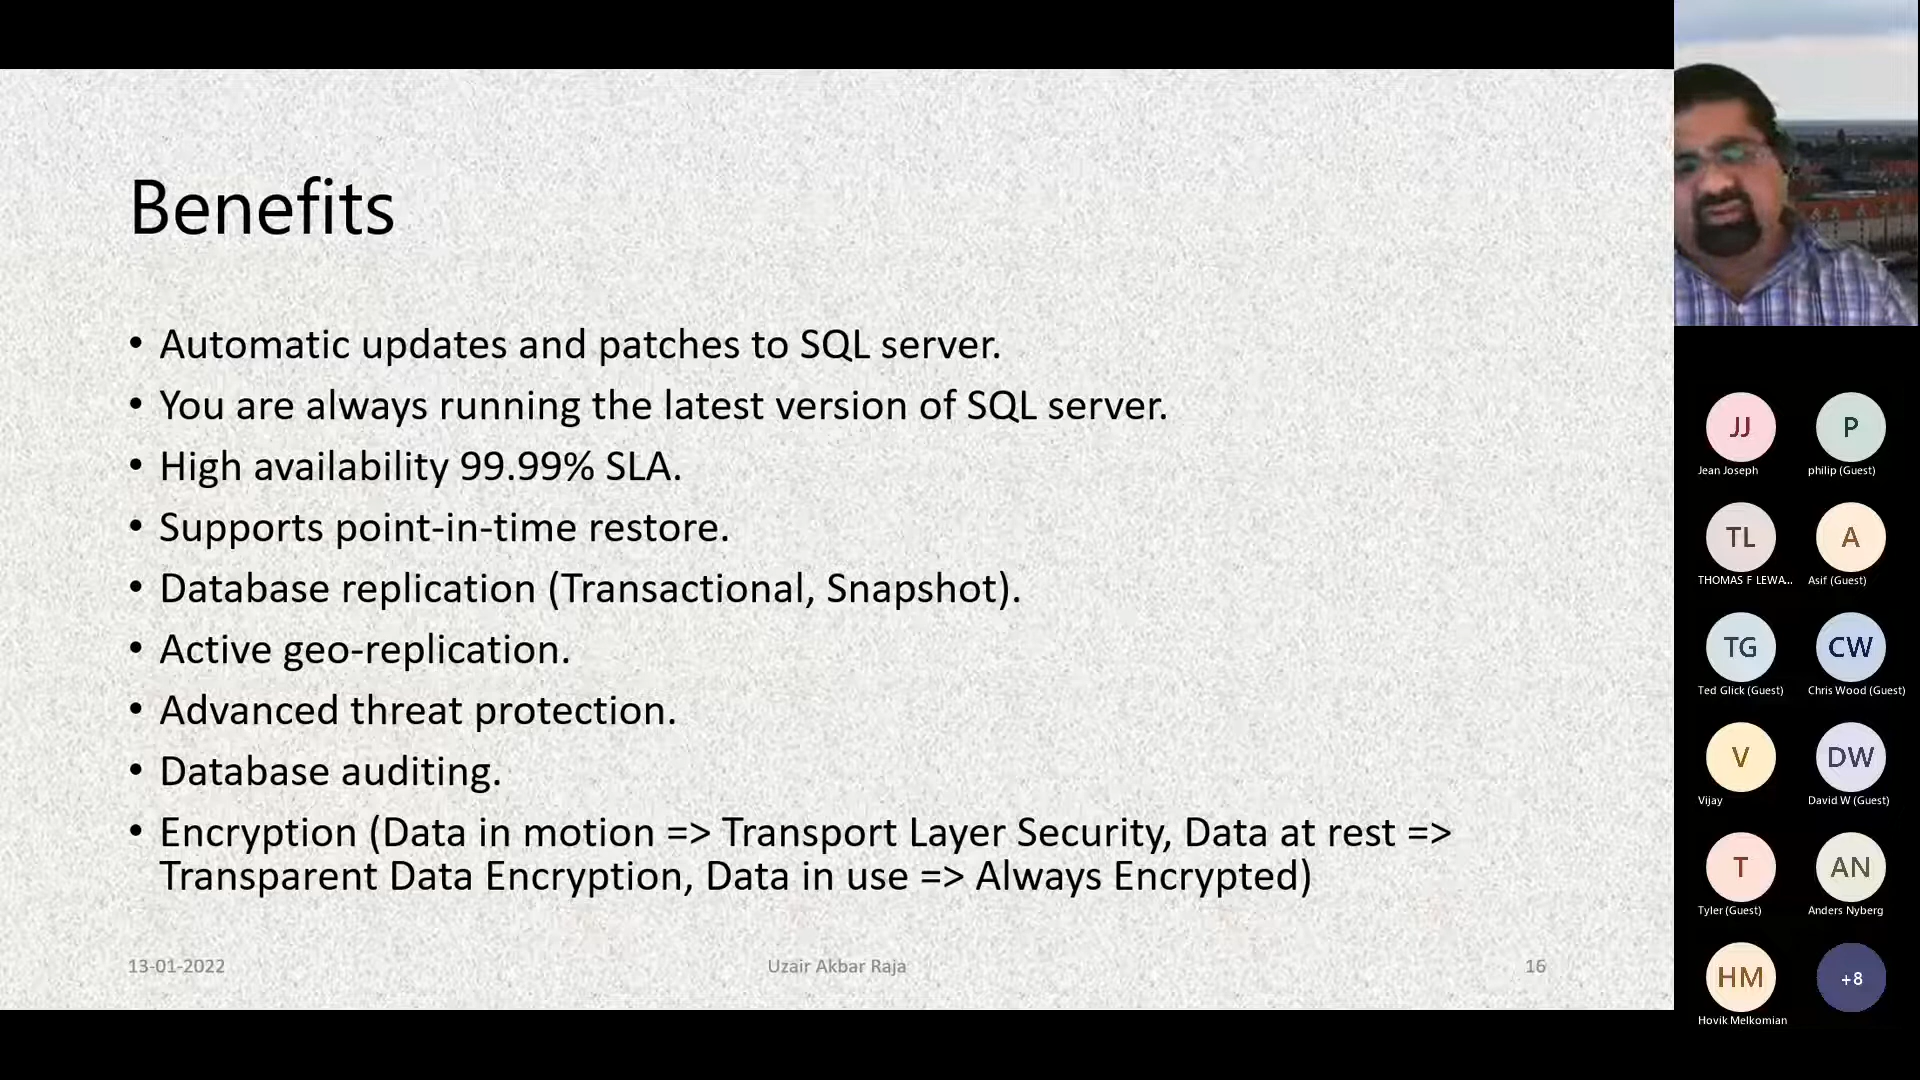 Benefits
• Automatic updates and patches to SQL server.
• You are always running the latest version of SQL server.
• High availability 99.99% SLA.
• Supports point-in-time restore.
• Database replication (Transactional, Snapshot).
• Active geo-replication.
• Advanced threat protection.
• Database auditing.
• Encryption (Data in motion => Transport Layer Security, Data at rest =>
Transparent Data Encryption, Data in use => Always Encrypted)
13-01-2022
Uzair Akbar Raja
16
JJ
Jean Joseph
P
philip (Guest)
TL
THOMAS F LEWA...
A
Asif (Guest)
TG
Ted Glick (Guest)
CW
Chris Wood (Guest)
V
Vijay
DW
David W (Guest)
T
Tyler (Guest)
AN
Anders Nyberg
HM
Hovik Melkomian
+8